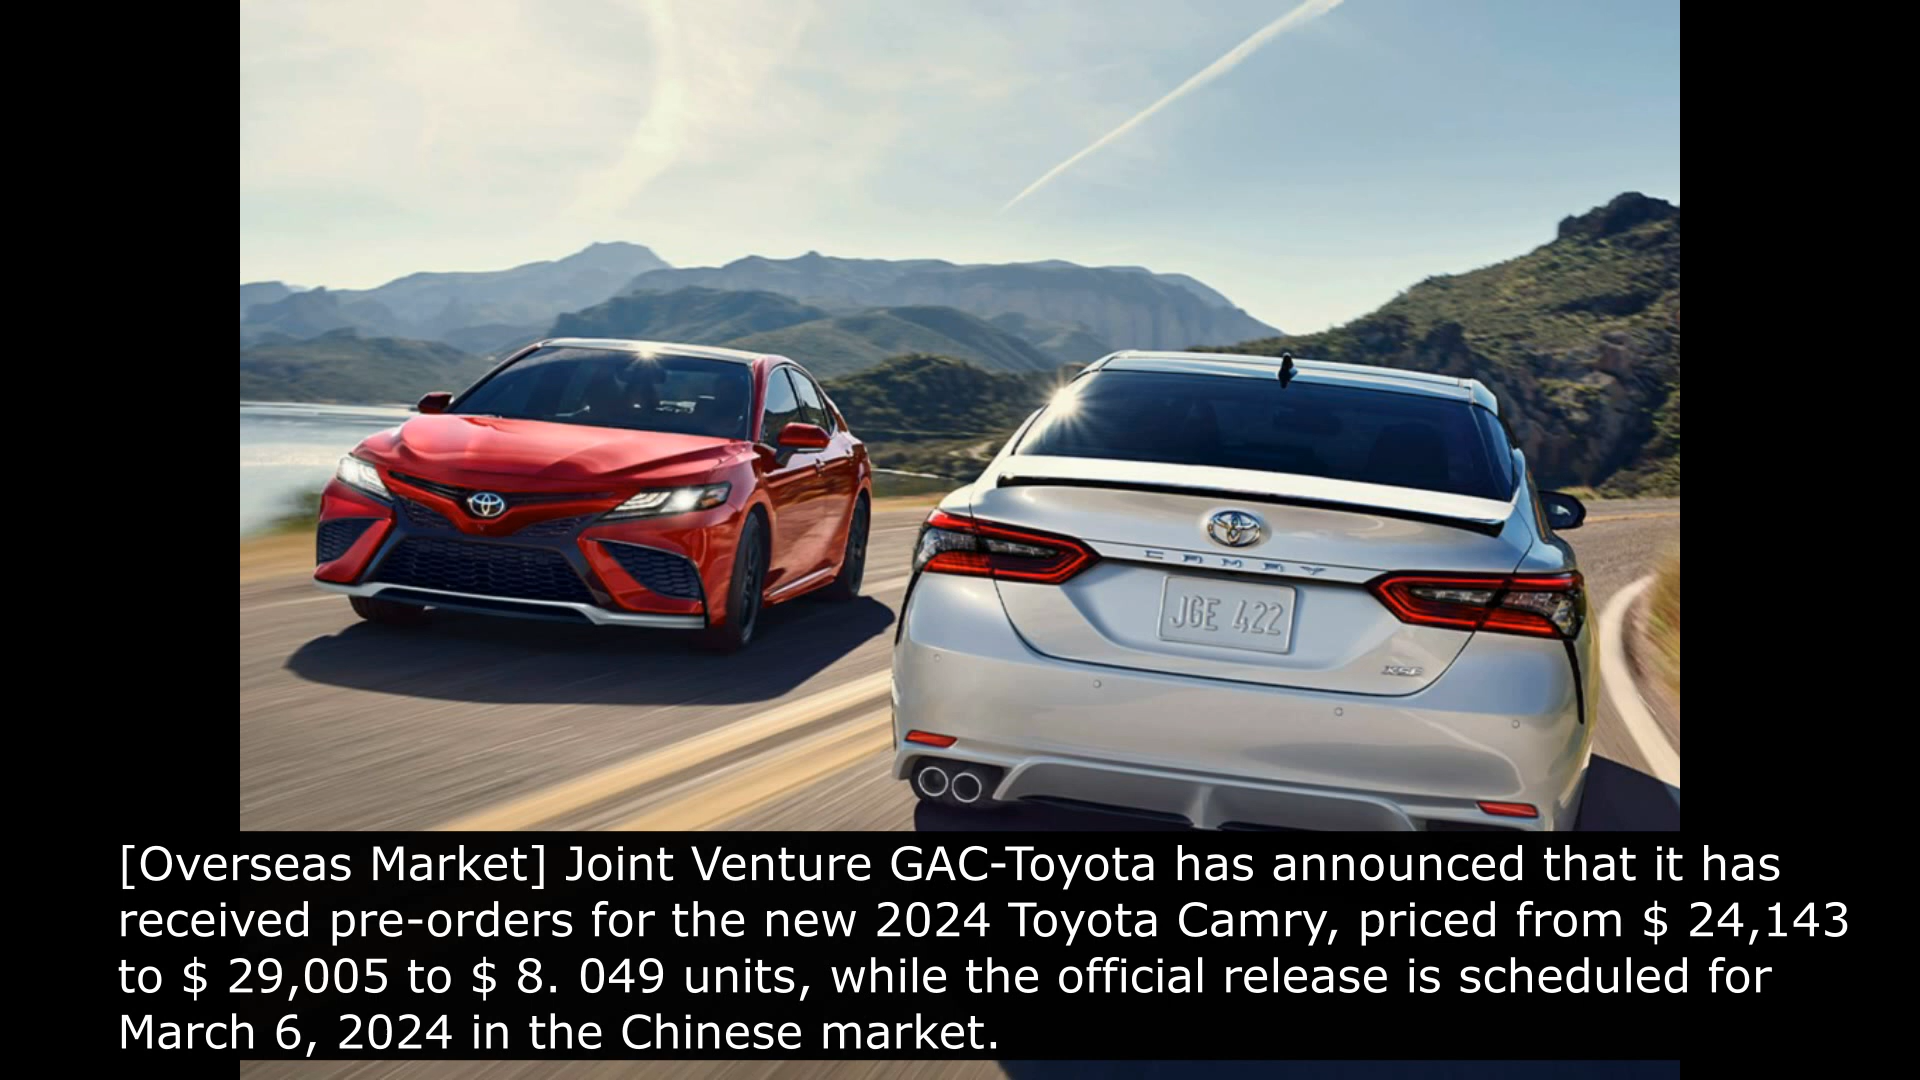 CAMRY
JGE 422
XSE
[Overseas Market] Joint Venture GAC-Toyota has announced that it has
received pre-orders for the new 2024 Toyota Camry, priced from $ 24,143
to $ 29,005 to $ 8. 049 units, while the official release is scheduled for
March 6, 2024 in the Chinese market.